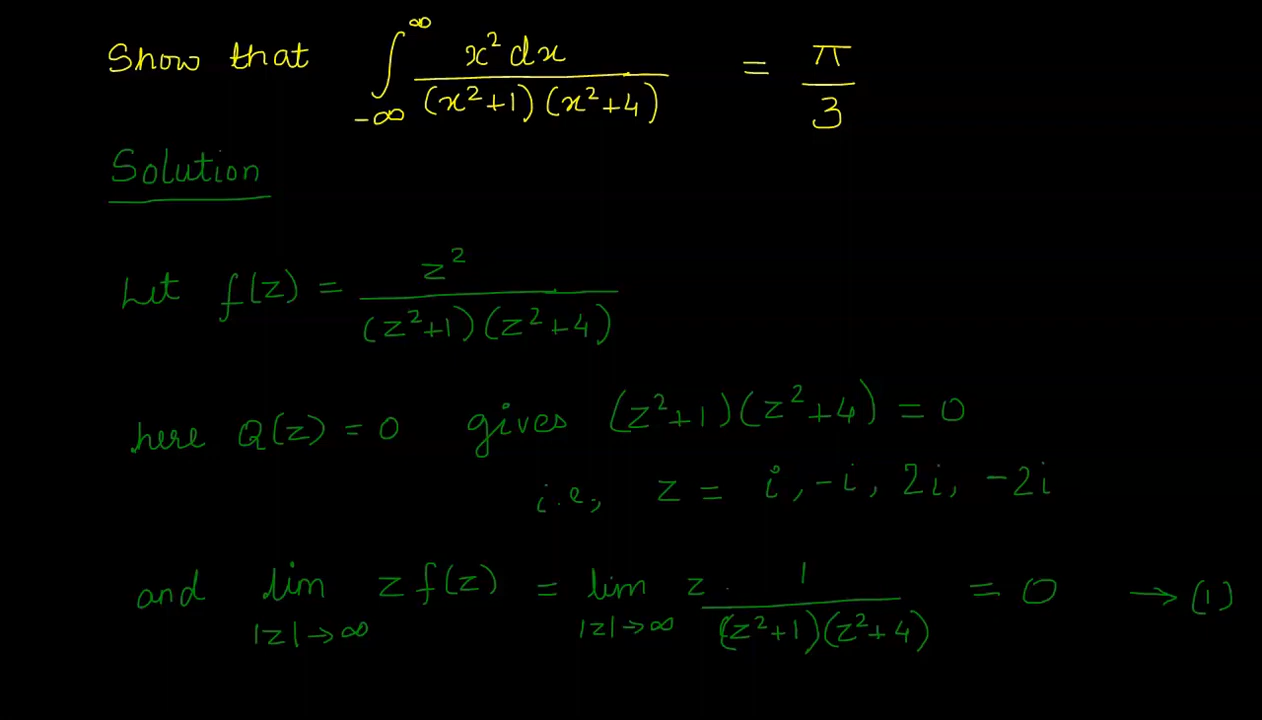 Show that ∫_{-∞}^{∞} x² dx / (x²+1)(x²+4) = π/3
Solution
Let f(z) = z² / (z²+1)(z²+4)
here Q(z) = 0 gives (z²+1)(z²+4) = 0
i.e., z = i, -i, 2i, -2i
and lim_{|z|→∞} z f(z) = lim_{|z|→∞} z · 1 / (z²+1)(z²+4) = 0 → (1)